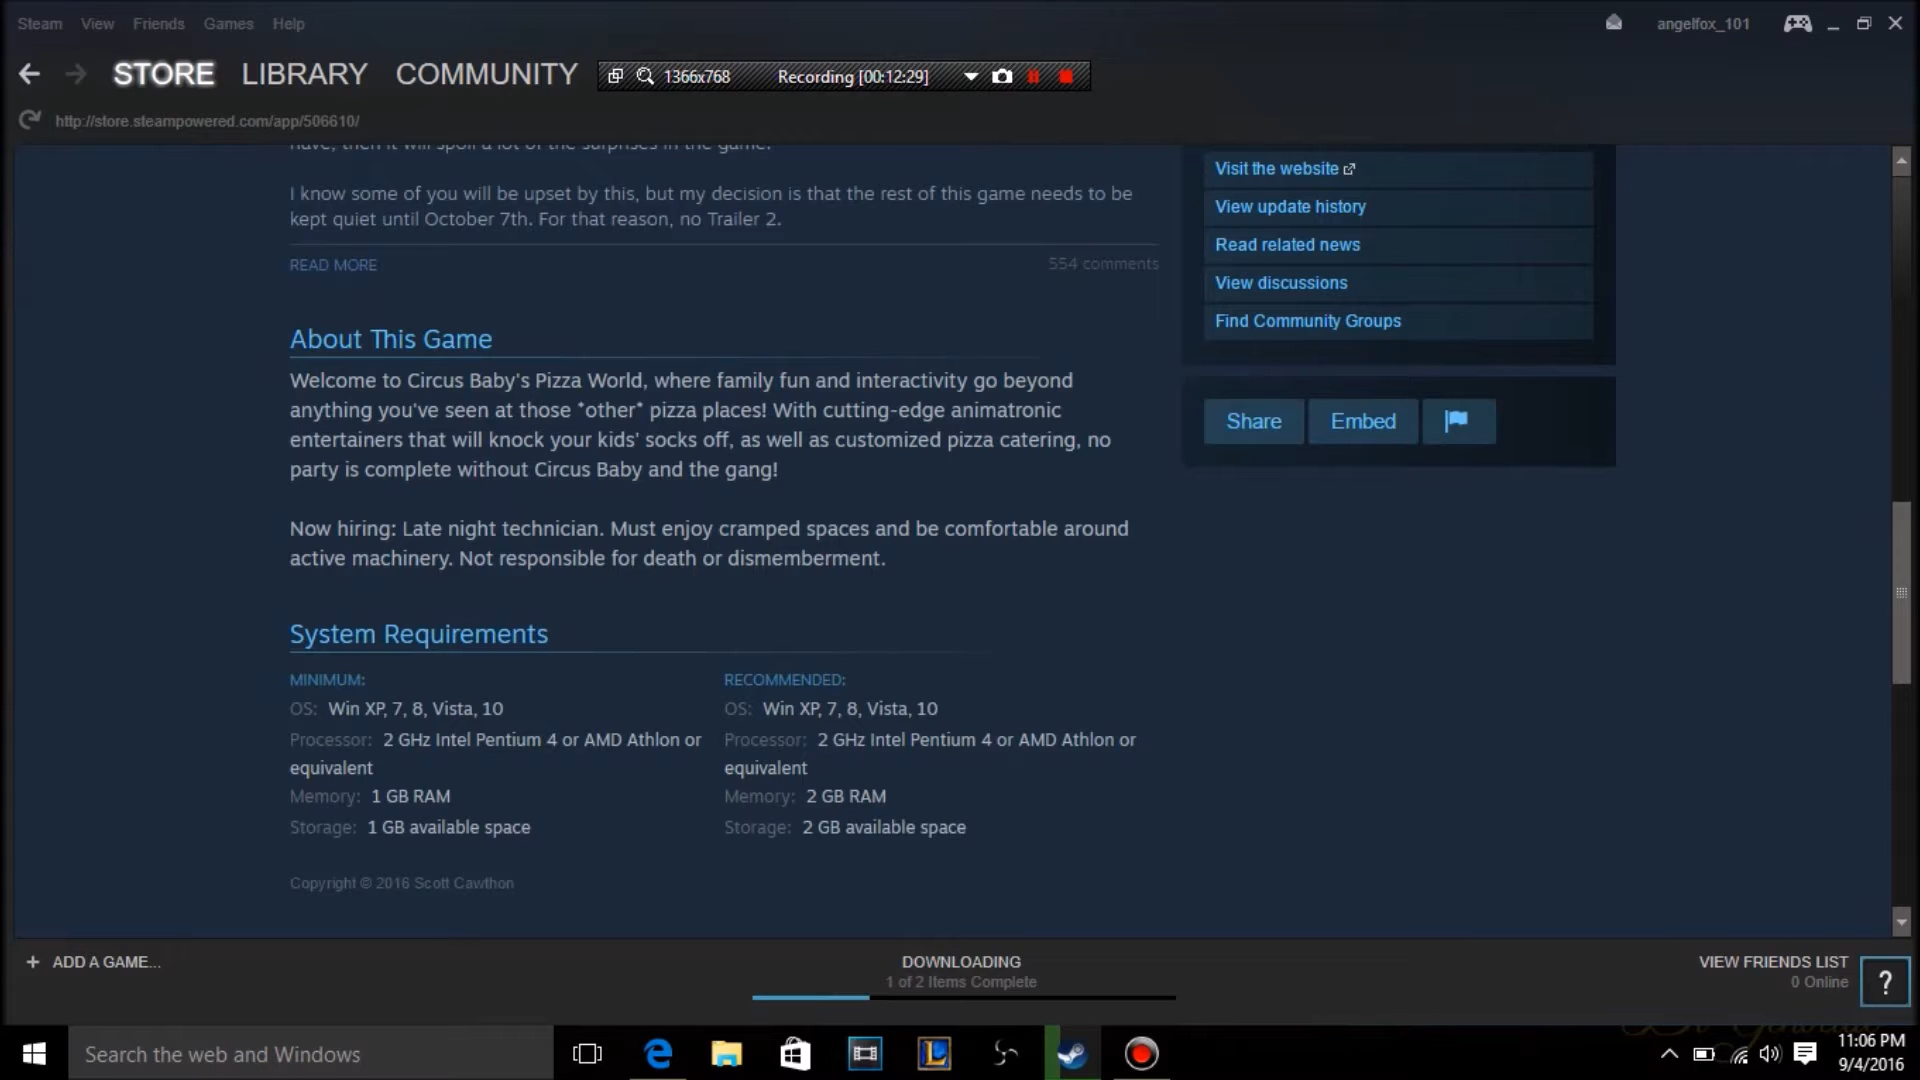 Steam View Friends Games Help
angelfox_101
STORE LIBRARY COMMUNITY
1366x768 Recording [00:12:29]
http://store.steampowered.com/app/506610/
have, then it will spoil a lot of the surprises in the game.
I know some of you will be upset by this, but my decision is that the rest of this game needs to be
kept quiet until October 7th. For that reason, no Trailer 2.
READ MORE
554 comments
Visit the website
View update history
Read related news
View discussions
Find Community Groups
Share Embed
About This Game
Welcome to Circus Baby's Pizza World, where family fun and interactivity go beyond
anything you've seen at those *other* pizza places! With cutting-edge animatronic
entertainers that will knock your kids' socks off, as well as customized pizza catering, no
party is complete without Circus Baby and the gang!
Now hiring: Late night technician. Must enjoy cramped spaces and be comfortable around
active machinery. Not responsible for death or dismemberment.
System Requirements
MINIMUM:
OS: Win XP, 7, 8, Vista, 10
Processor: 2 GHz Intel Pentium 4 or AMD Athlon or
equivalent
Memory: 1 GB RAM
Storage: 1 GB available space
RECOMMENDED:
OS: Win XP, 7, 8, Vista, 10
Processor: 2 GHz Intel Pentium 4 or AMD Athlon or
equivalent
Memory: 2 GB RAM
Storage: 2 GB available space
Copyright © 2016 Scott Cawthon
+ ADD A GAME...
DOWNLOADING
1 of 2 Items Complete
VIEW FRIENDS LIST
0 Online
?
Search the web and Windows
11:06 PM
9/4/2016